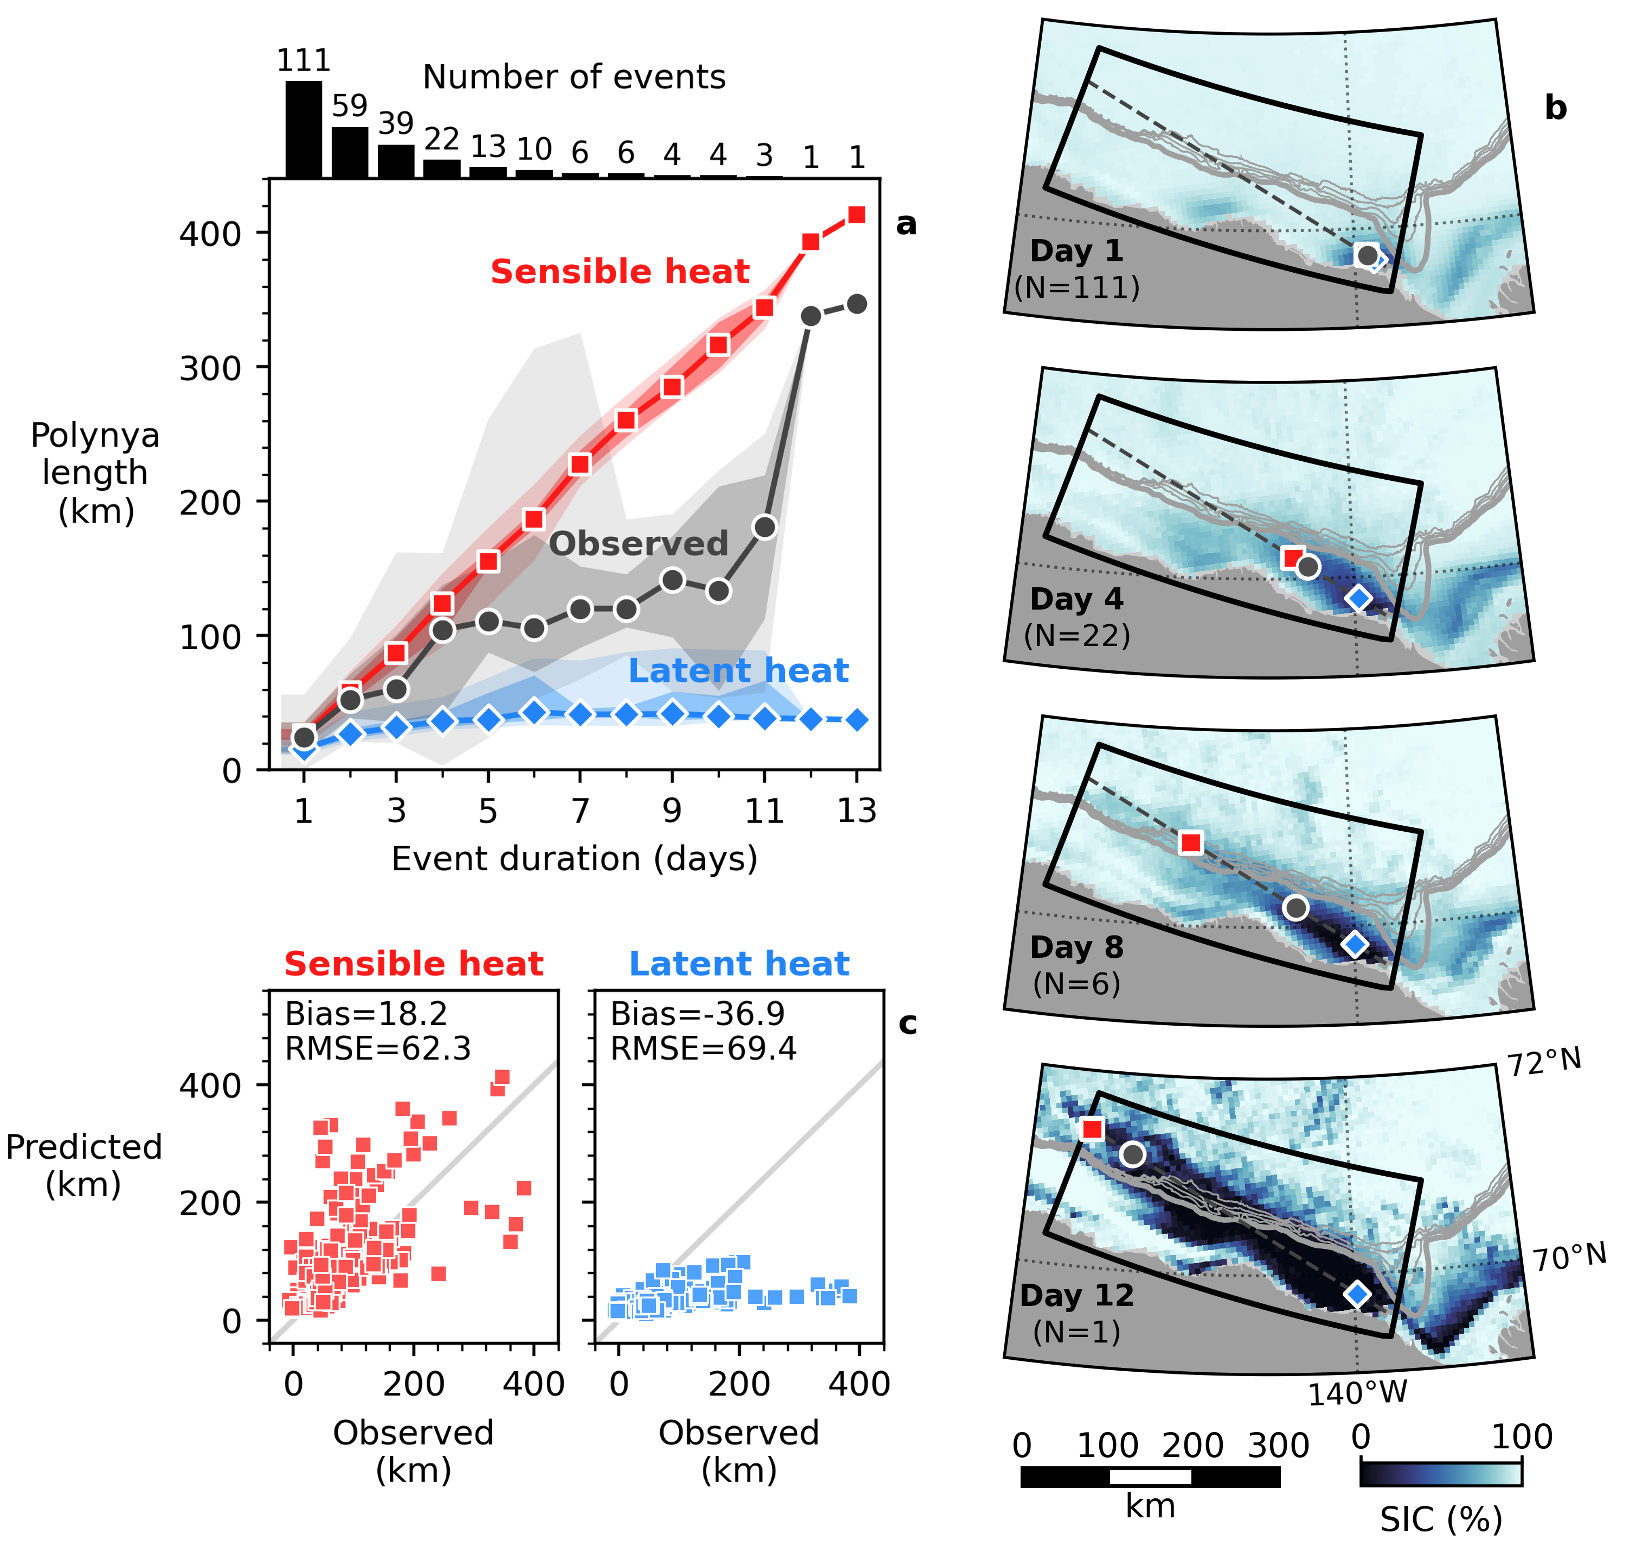 Number of events
111
59
39
22
13
10
6
6
4
4
3
1
1
a
400
300
200
100
0
Polynya
length
(km)
Sensible heat
Observed
Latent heat
1
3
5
7
9
11
13
Event duration (days)
b
Day 1
(N=111)
Day 4
(N=22)
Day 8
(N=6)
Day 12
(N=1)
72°N
70°N
140°W
0 100 200 300
km
0 100
SIC (%)
Sensible heat
Bias=18.2
RMSE=62.3
Latent heat
Bias=-36.9
RMSE=69.4
c
400
200
0
Predicted
(km)
0 200 400
Observed
(km)
0 200 400
Observed
(km)